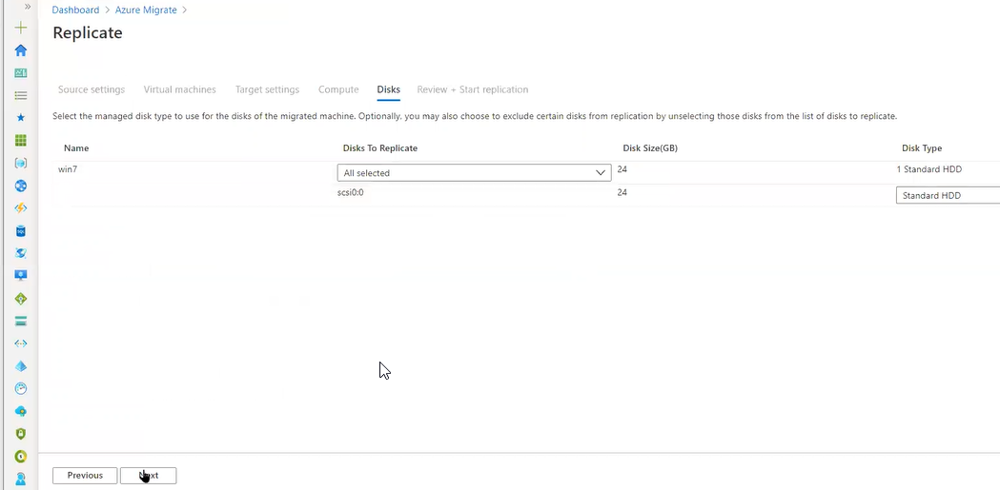 »
Dashboard > Azure Migrate >
Replicate
Source settings Virtual machines Target settings Compute Disks Review + Start replication
Select the managed disk type to use for the disks of the migrated machine. Optionally, you may also choose to exclude certain disks from replication by unselecting those disks from the list of disks to replicate.
Name Disks To Replicate Disk Size(GB) Disk Type
win7 All selected 24 1 Standard HDD
scsi0:0 24 Standard HDD
Previous Next